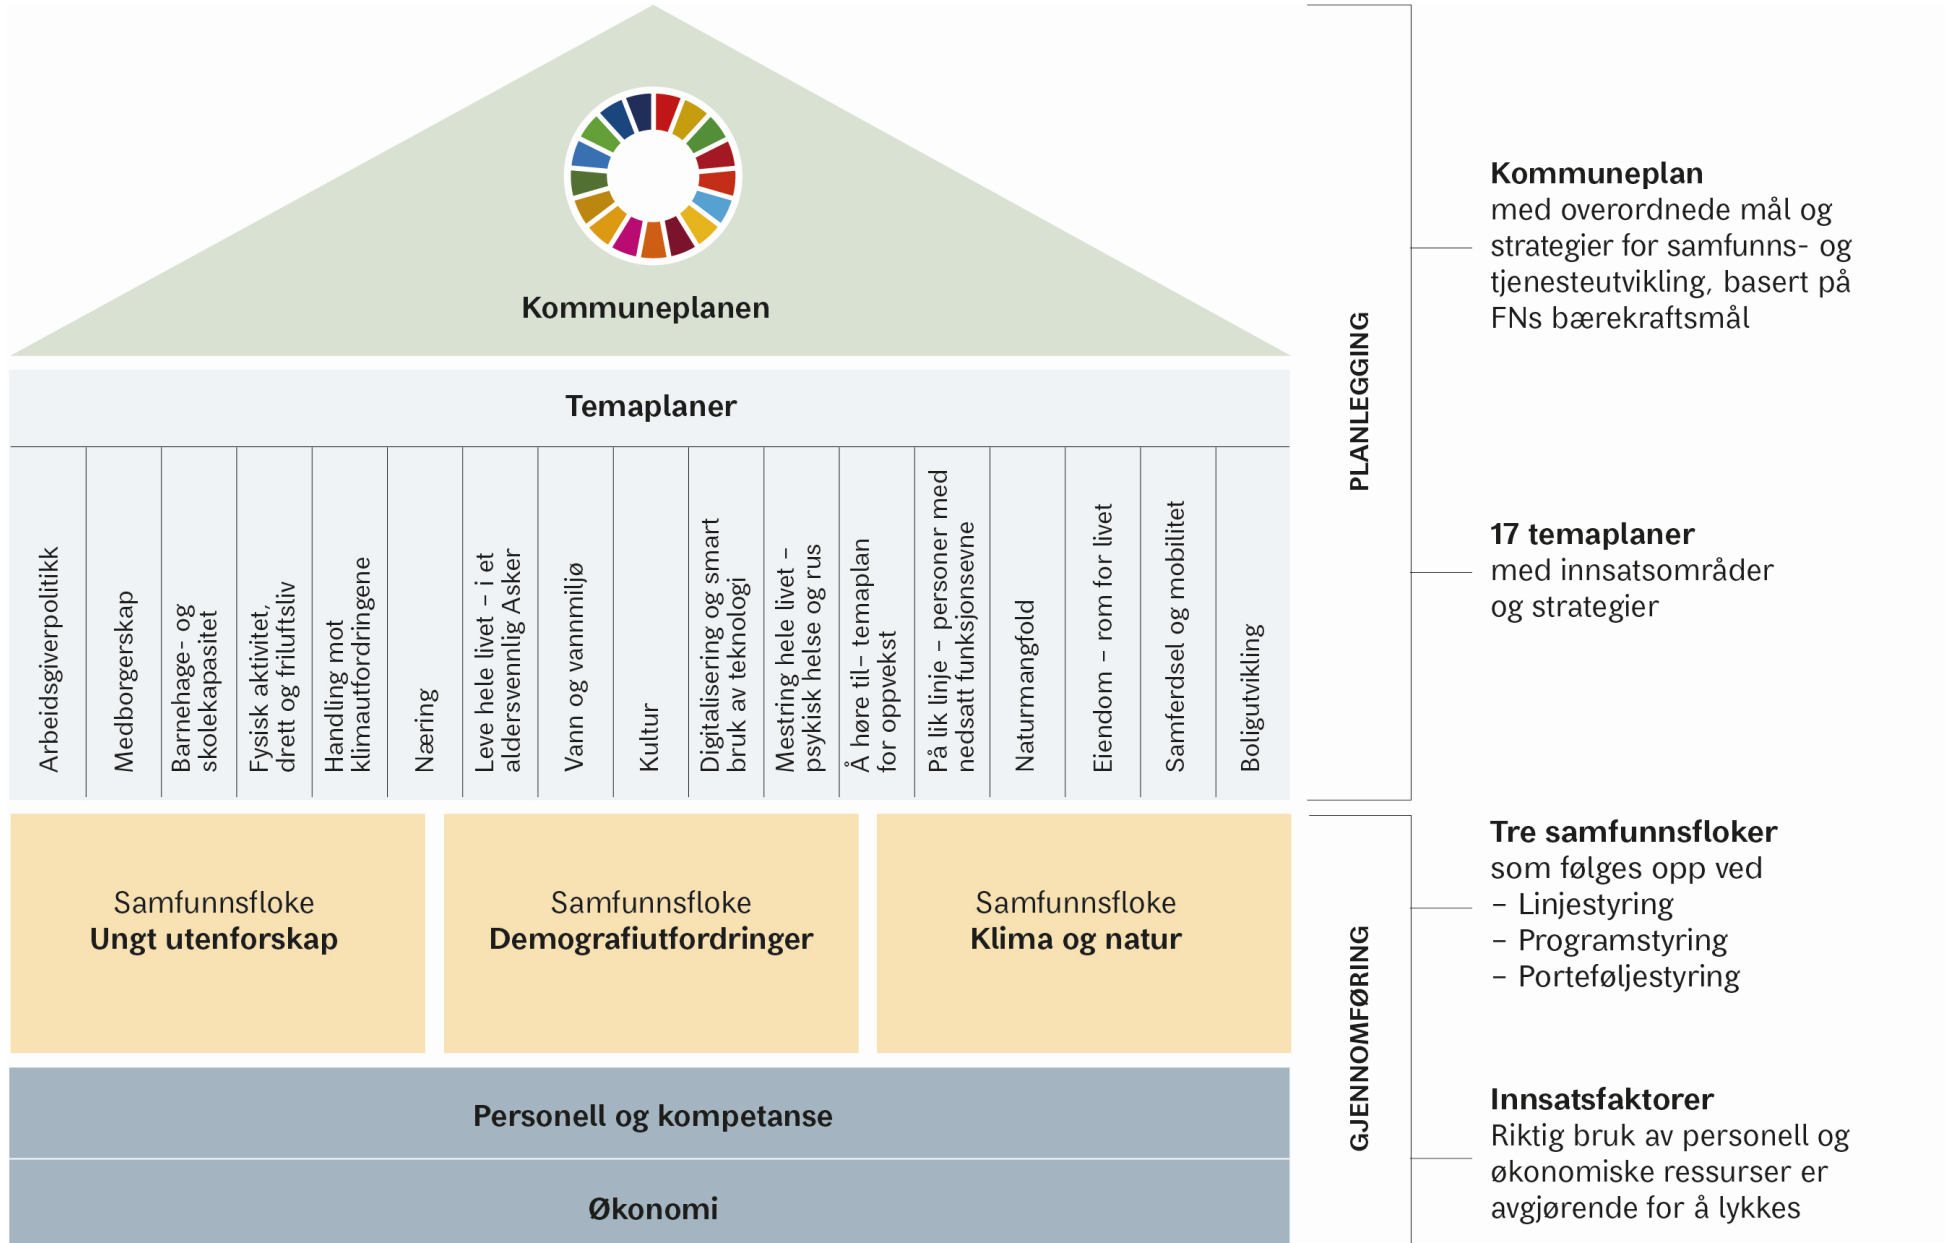 Kommuneplanen
Temaplaner
Arbeidsgiverpolitikk
Medborgerskap
Barnehage- og
skolekapasitet
Fysisk aktivitet,
drett og friluftsliv
Handling mot
klimautfordringene
Næring
Leve hele livet – i et
aldersvennlig Asker
Vann og vannmiljø
Kultur
Digitalisering og smart
bruk av teknologi
Mestring hele livet –
psykisk helse og rus
Å høre til– temaplan
for oppvekst
På lik linje – personer med
nedsatt funksjonsevne
Naturmangfold
Eiendom – rom for livet
Samferdsel og mobilitet
Boligutvikling
Samfunnsfloke
Ungt utenforskap
Samfunnsfloke
Demografiutfordringer
Samfunnsfloke
Klima og natur
Personell og kompetanse
Økonomi
PLANLEGGING
GJENNOMFØRING
Kommuneplan
med overordnede mål og
strategier for samfunns- og
tjenesteutvikling, basert på
FNs bærekraftsmål
17 temaplaner
med innsatsområder
og strategier
Tre samfunnsfloker
som følges opp ved
– Linjestyring
– Programstyring
– Porteføljestyring
Innsatsfaktorer
Riktig bruk av personell og
økonomiske ressurser er
avgjørende for å lykkes